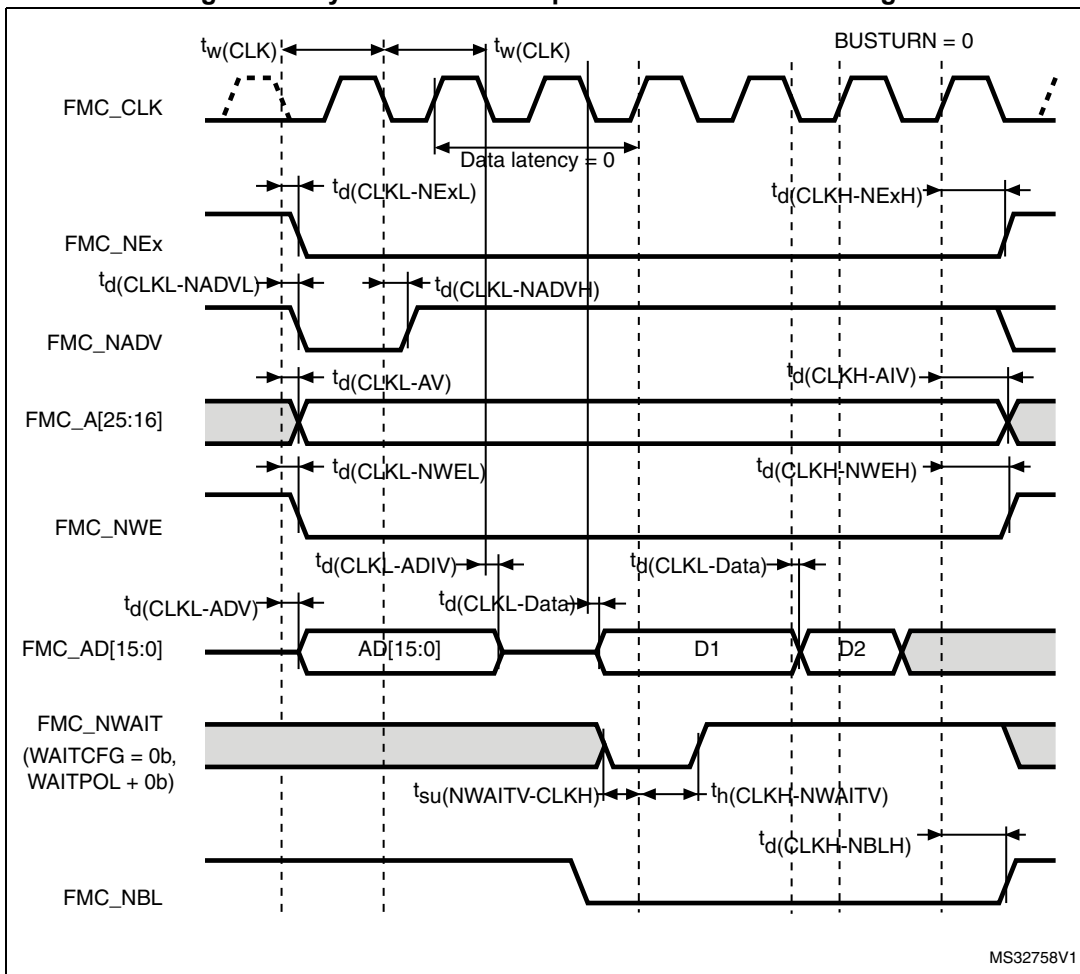 tw(CLK)
tw(CLK)
BUSTURN = 0
FMC_CLK
Data latency = 0
td(CLKL-NExL)
td(CLKH-NExH)
FMC_NEx
td(CLKL-NADVL)
td(CLKL-NADVH)
FMC_NADV
td(CLKL-AV)
td(CLKH-AIV)
FMC_A[25:16]
td(CLKL-NWEL)
td(CLKH-NWEH)
FMC_NWE
td(CLKL-ADIV)
td(CLKL-Data)
td(CLKL-ADV)
td(CLKL-Data)
FMC_AD[15:0]
AD[15:0]
D1
D2
FMC_NWAIT
(WAITCFG = 0b,
WAITPOL + 0b)
tsu(NWAITV-CLKH)
th(CLKH-NWAITV)
td(CLKH-NBLH)
FMC_NBL
MS32758V1